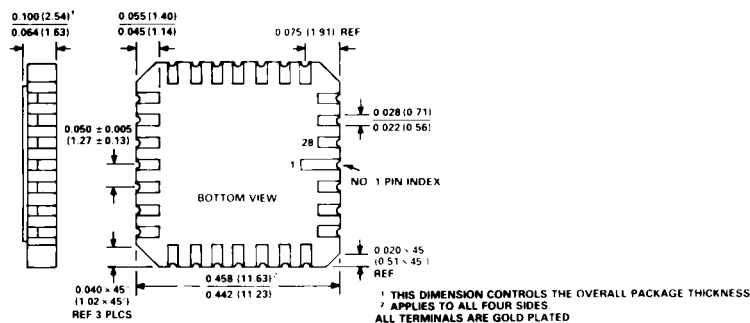 0.100 (2.54)¹
0.064 (1.63)
0.055 (1.40)
0.045 (1.14)
0.075 (1.91) REF
0.028 (0.71)
0.022 (0.56)
0.050 ± 0.005
(1.27 ± 0.13)
28
1
NO. 1 PIN INDEX
BOTTOM VIEW
0.020 × 45
(0.51 × 45 )
REF
0.040 × 45°
(1.02 × 45°)
REF 3 PLCS
0.458 (11.63)²
0.442 (11.23)
¹ THIS DIMENSION CONTROLS THE OVERALL PACKAGE THICKNESS
² APPLIES TO ALL FOUR SIDES.
ALL TERMINALS ARE GOLD PLATED